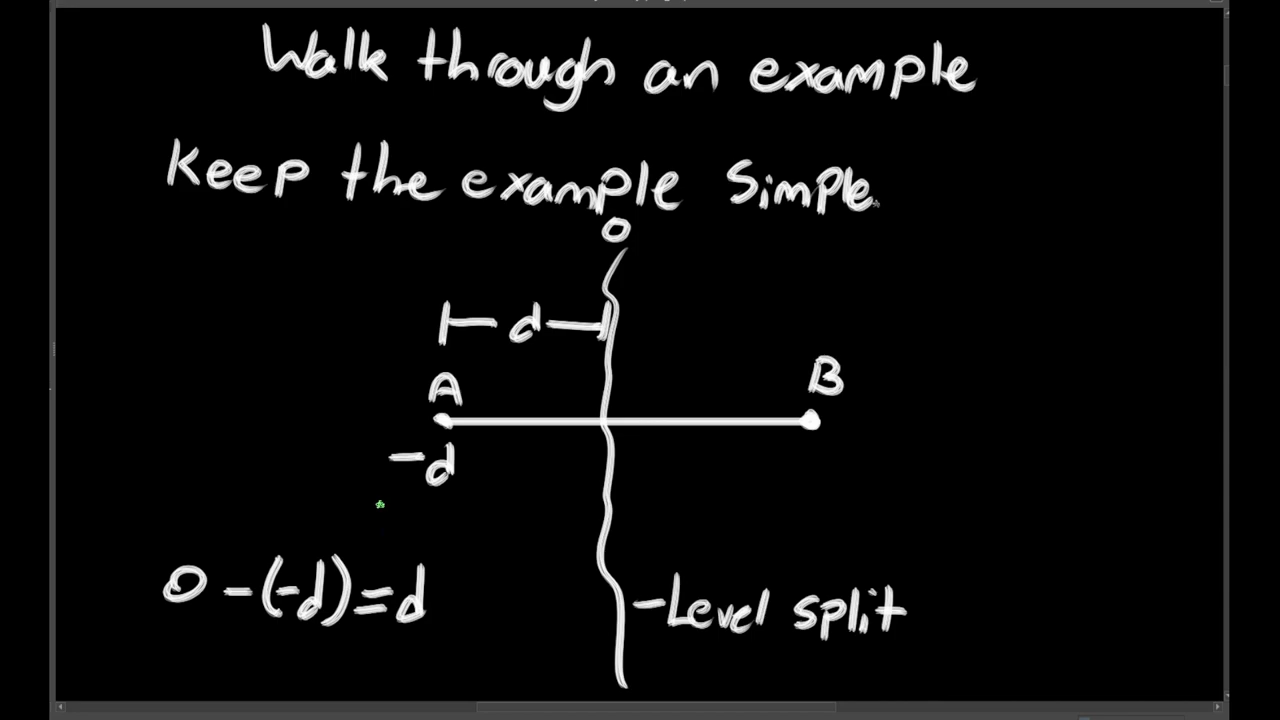 Walk through an example
Keep the example simple
0
d
A
B
-d
0 - (-d) = d
-Level split